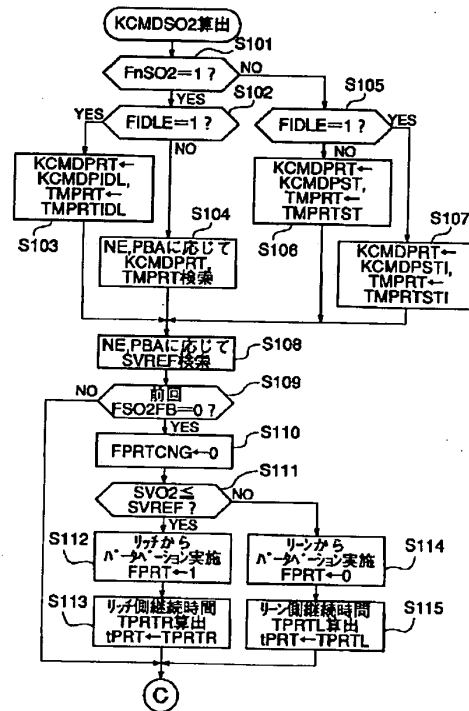 KCMDSO2算出
S101
FnSO2=1?
NO
YES
S102
FIDLE=1?
YES
NO
S105
FIDLE=1?
YES
NO
KCMDPRT←
KCMDPIDL,
TMPRT←
TMPRTIDL
S103
S104
NE,PBAに応じて
KCMDPRT,
TMPRT検索
KCMDPRT←
KCMDPST,
TMPRT←
TMPRTST
S106
S107
KCMDPRT←
KCMDPSTI,
TMPRT←
TMPRTSTI
NE,PBAに応じて
SVREF検索
S108
S109
前回
FSO2FB=0?
NO
YES
S110
FPRTCNG←0
S111
SVO2≦
SVREF?
NO
YES
S112
リッチから
パータベーション実施
FPRT←1
リーンから
パータベーション実施
FPRT←0
S114
S113
リッチ側継続時間
TPRTR算出
tPRT←TPRTR
リーン側継続時間
TPRTL算出
tPRT←TPRTL
S115
C